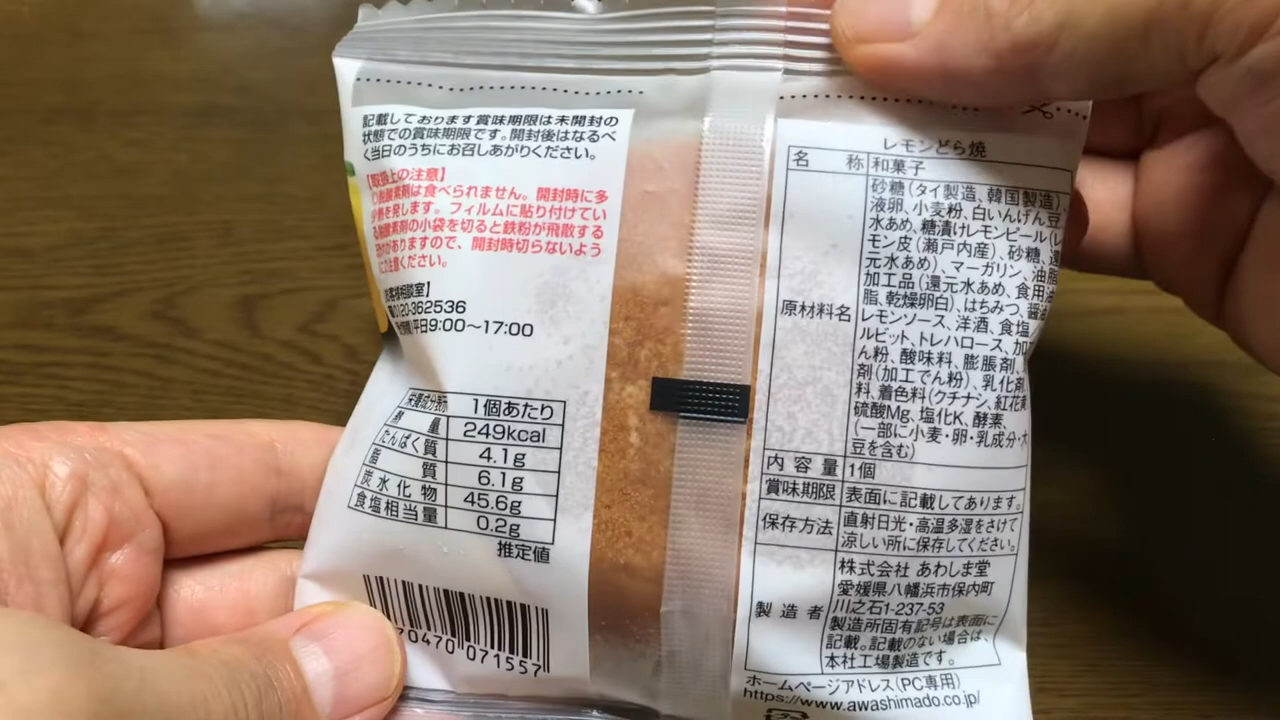 記載しております賞味期限は未開封の
状態での賞味期限です。開封後はなるべ
く当日のうちにお召しあがりください。
【取扱上の注意】
脱酸素剤は食べられません。開封時に多
少熱を発します。フィルムに貼り付けてい
る脱酸素剤の小袋を切ると鉄粉が飛散する
恐れがありますので、開封時切らないよう
にご注意ください。
お客様相談室】
0120-362536
平日9:00～17:00
栄養成分表示 1個あたり
熱量 249kcal
たんぱく質 4.1g
脂質 6.1g
炭水化物 45.6g
食塩相当量 0.2g
推定値
70470 071557
レモンどら焼
名称 和菓子
原材料名
砂糖(タイ製造、韓国製造)、
液卵、小麦粉、白いんげん豆
水あめ、糖漬けレモンピール(レ
モン皮(瀬戸内産)、砂糖、還
元水あめ)、マーガリン、油脂
加工品(還元水あめ、食用油
脂、乾燥卵白)、はちみつ、醤油
レモンソース、洋酒、食塩/
ルビット、トレハロース、加工
ん粉、酸味料、膨脹剤、
剤(加工でん粉)、乳化剤
料、着色料(クチナシ、紅花黄
硫酸Mg、塩化K、酵素、
(一部に小麦・卵・乳成分・大
豆を含む)
内容量 1個
賞味期限 表面に記載してあります。
保存方法 直射日光・高温多湿をさけて
涼しい所に保存してください。
製造者
株式会社 あわしま堂
愛媛県八幡浜市保内町
川之石1-237-53
製造所固有記号は表面に
記載。記載のない場合は、
本社工場製造です。
ホームページアドレス(PC専用)
https://www.awashimado.co.jp/